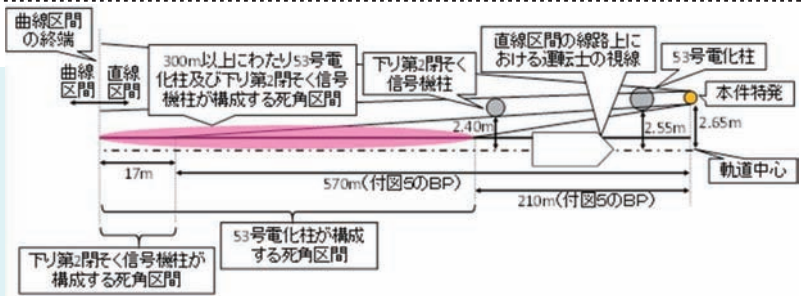 曲線区間
の終端
曲線
区間
直線
区間
300m以上にわたり53号電
化柱及び下り第2閉そく信号
機柱が構成する死角区間
下り第2閉そく
信号機柱
直線区間の線路上に
おける運転士の視線
53号電化柱
本件特発
2.40m
2.55m
2.65m
軌道中心
17m
570m(付図5のBP)
210m(付図5のBP)
53号電化柱が構成
する死角区間
下り第2閉そく信号機柱が
構成する死角区間